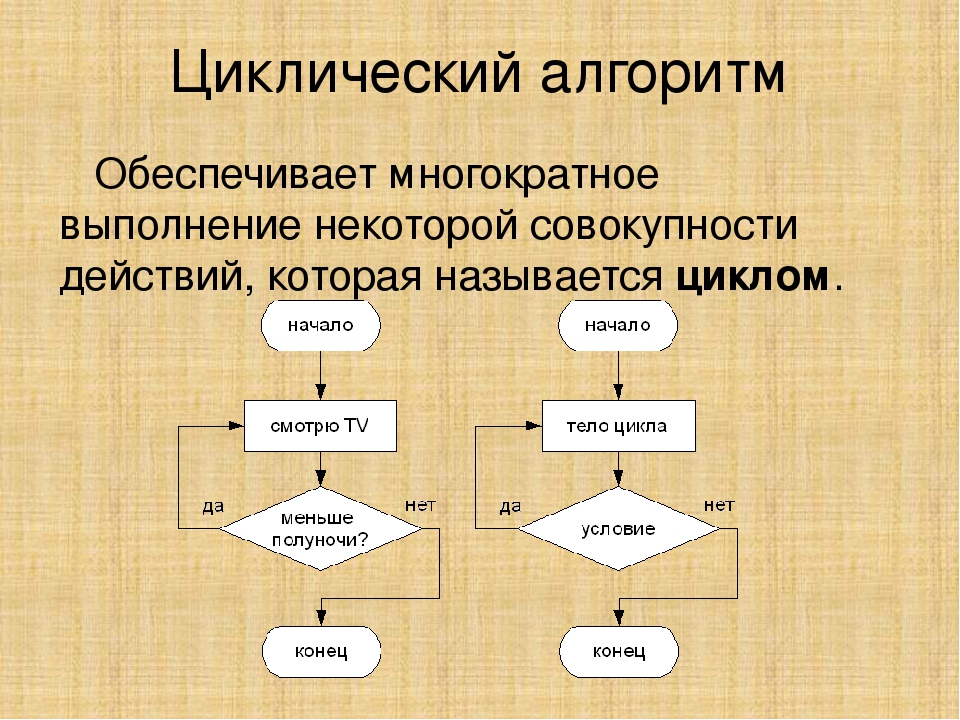 Циклический алгоритм
Обеспечивает многократное
выполнение некоторой совокупности
действий, которая называется циклом.
начало
смотрю TV
да
нет
меньше
полуночи?
конец
начало
тело цикла
да
нет
условие
конец